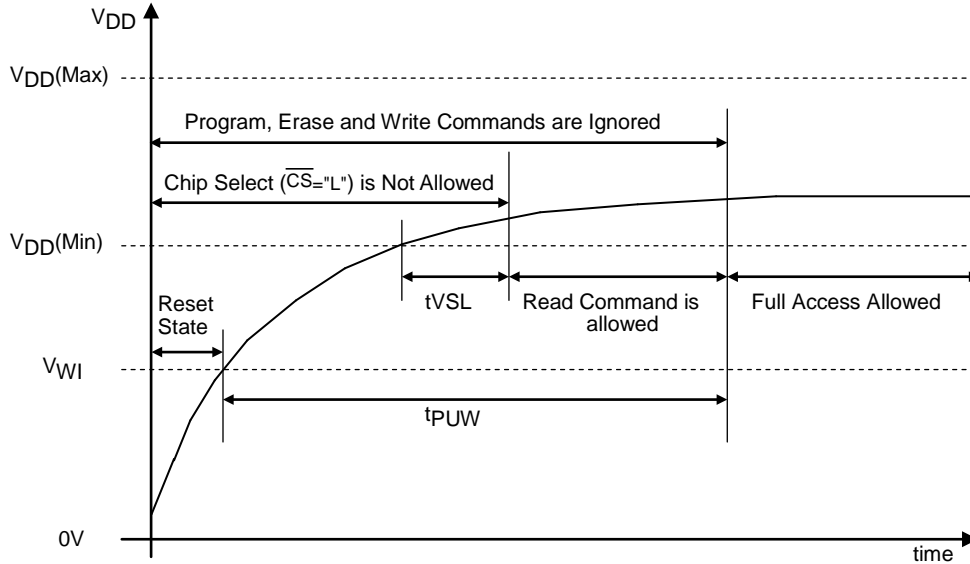 VDD
VDD(Max)
Program, Erase and Write Commands are Ignored
Chip Select (C̅S̅="L") is Not Allowed
VDD(Min)
Reset
State
tVSL
Read Command is
allowed
Full Access Allowed
VWI
tPUW
0V
time